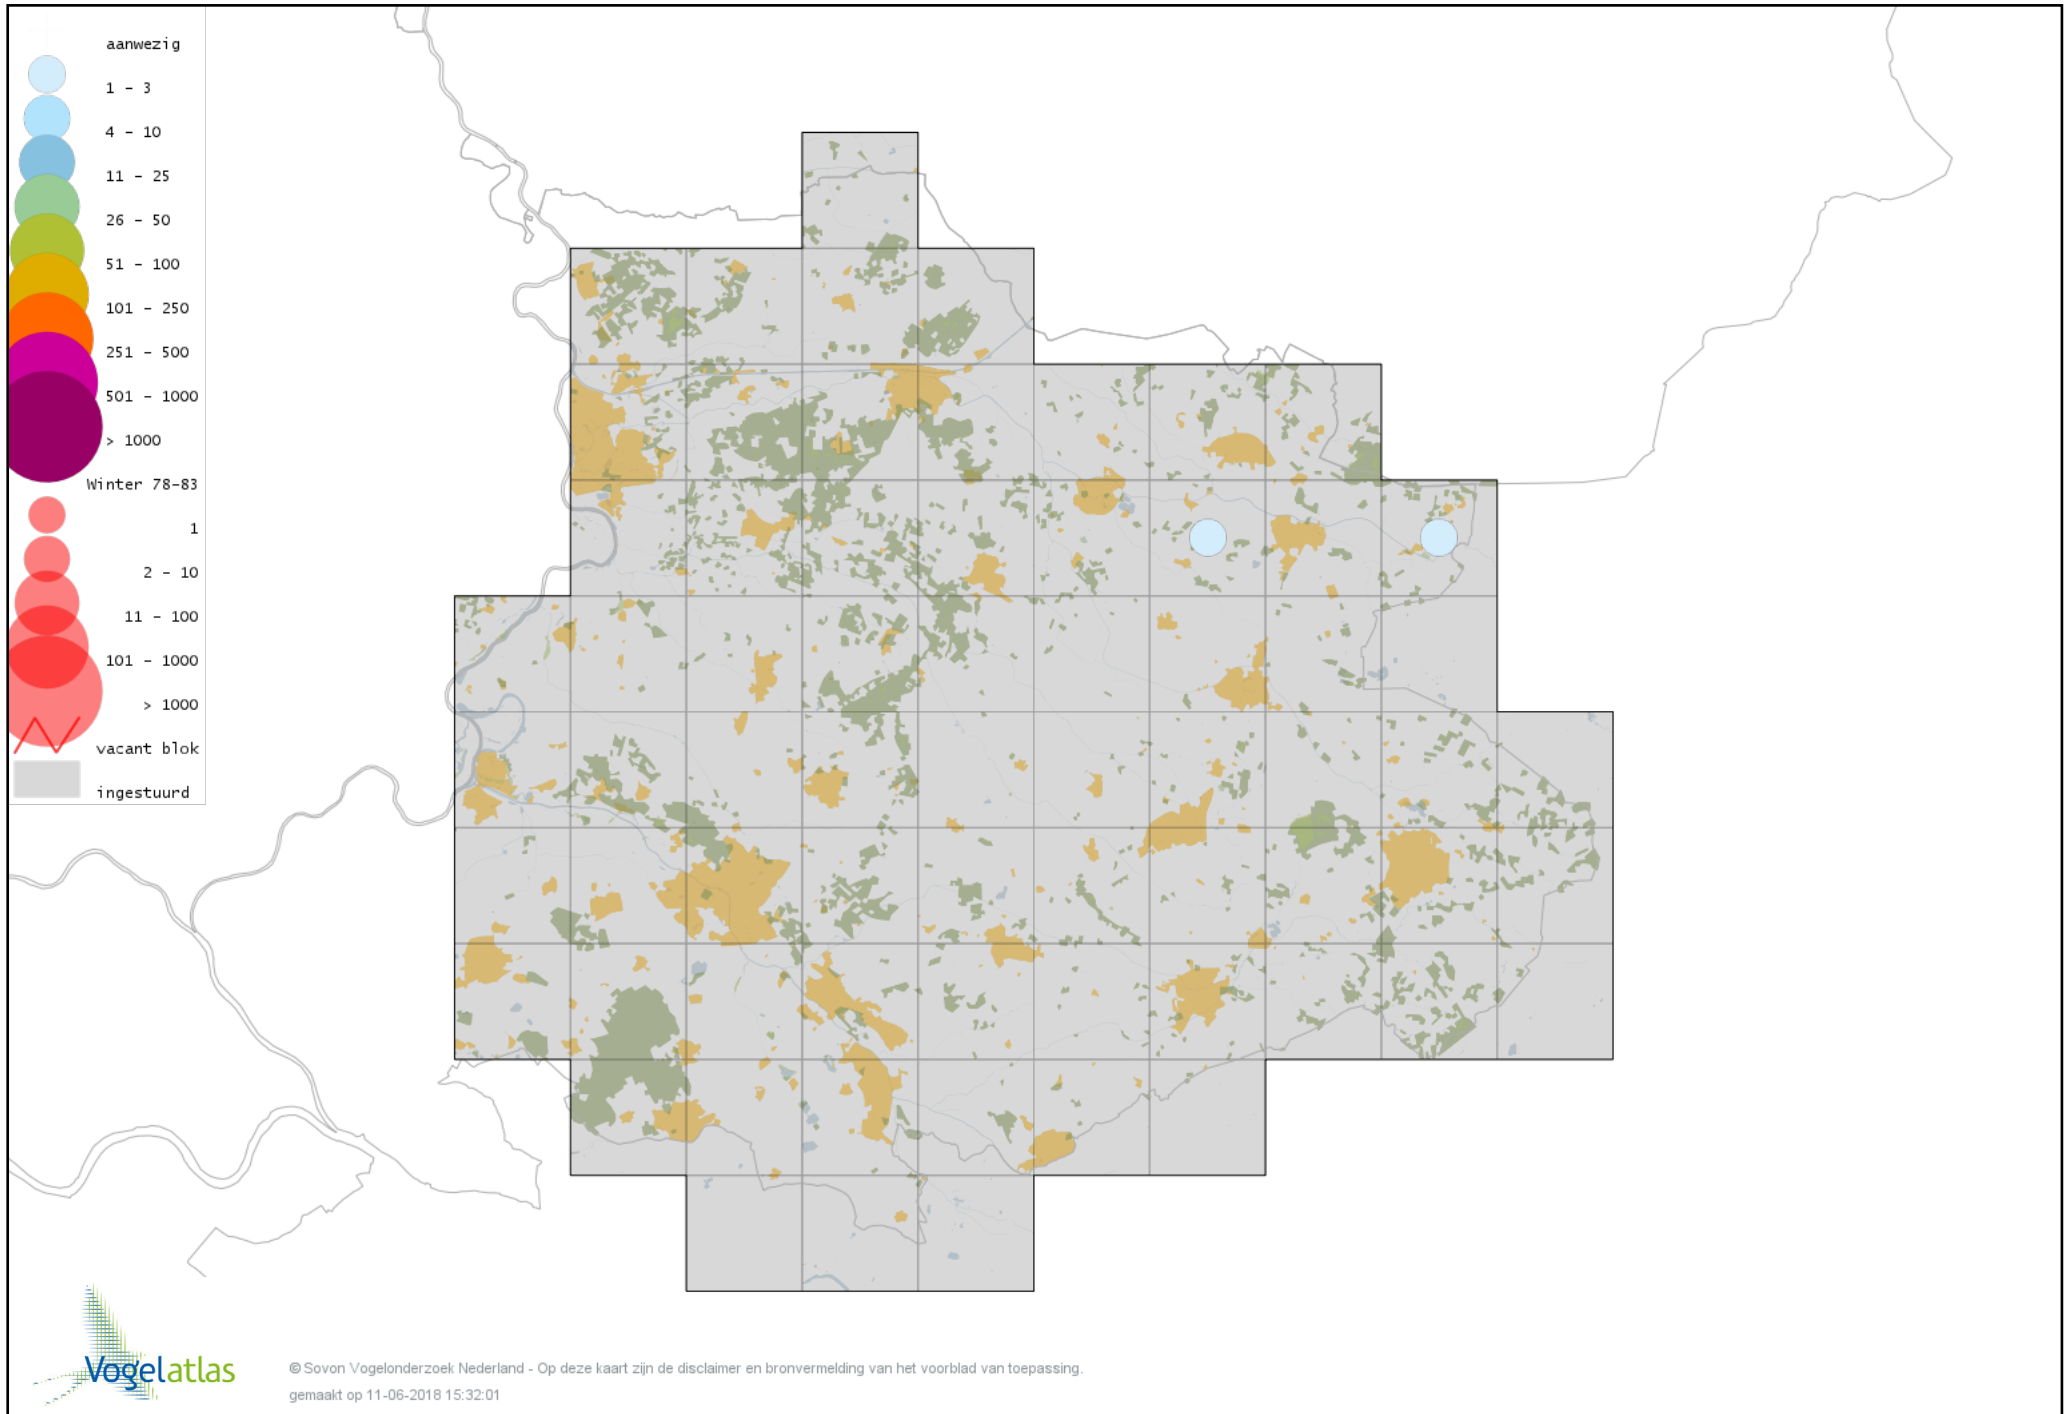 aanwezig
1 – 3
4 – 10
11 – 25
26 – 50
51 – 100
101 – 250
251 – 500
501 – 1000
> 1000
Winter 78-83
1
2 – 10
11 – 100
101 – 1000
> 1000
vacant blok
ingestuurd
Vogelatlas
© Sovon Vogelonderzoek Nederland - Op deze kaart zijn de disclaimer en bronvermelding van het voorblad van toepassing.
gemaakt op 11-06-2018 15:32:01